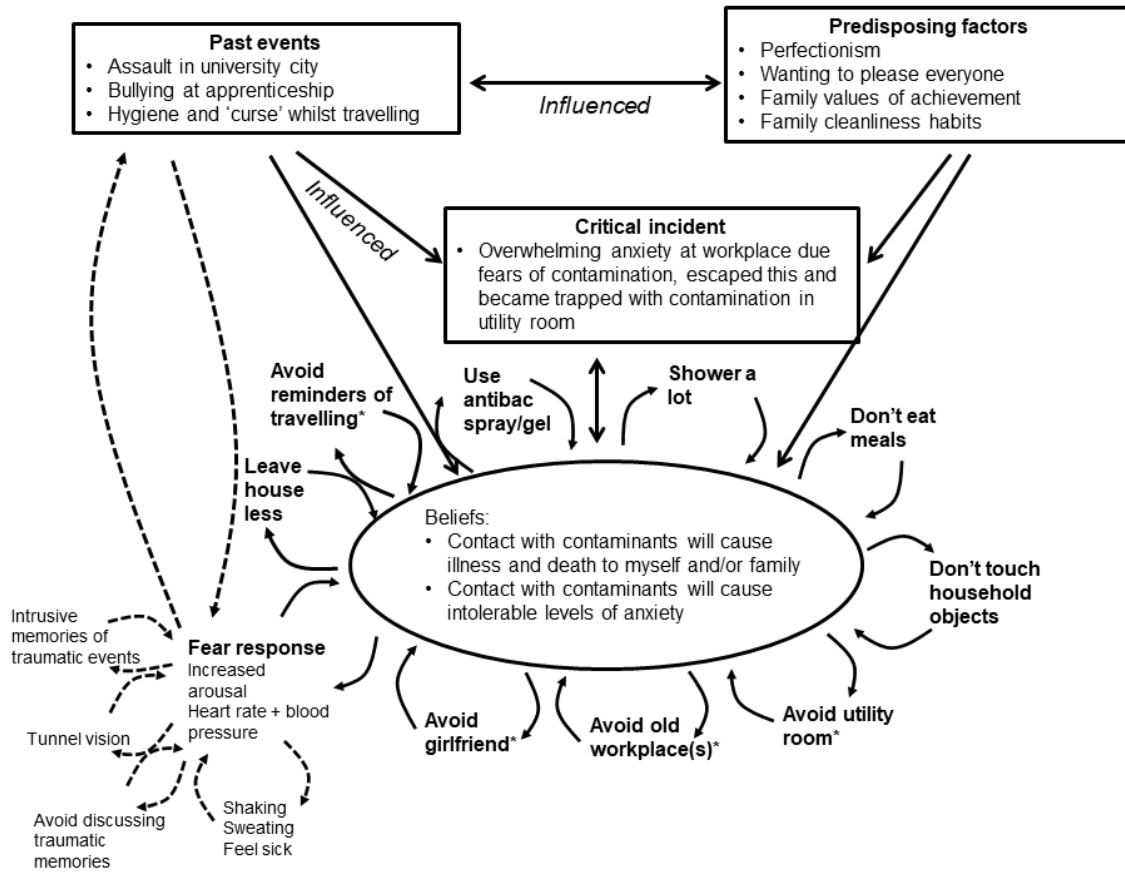 Past events
• Assault in university city
• Bullying at apprenticeship
• Hygiene and ‘curse’ whilst travelling
Influenced
Predisposing factors
• Perfectionism
• Wanting to please everyone
• Family values of achievement
• Family cleanliness habits
Influenced
Critical incident
• Overwhelming anxiety at workplace due
fears of contamination, escaped this and
became trapped with contamination in
utility room
Avoid
reminders of
travelling*
Use
antibac
spray/gel
Shower a
lot
Don’t eat
meals
Leave
house
less
Beliefs:
• Contact with contaminants will cause
illness and death to myself and/or family
• Contact with contaminants will cause
intolerable levels of anxiety
Don’t touch
household
objects
Intrusive
memories of
traumatic events
Fear response
Increased
arousal
Heart rate + blood
pressure
Avoid
girlfriend*
Avoid old
workplace(s)*
Avoid utility
room*
Tunnel vision
Avoid discussing
traumatic
memories
Shaking
Sweating
Feel sick